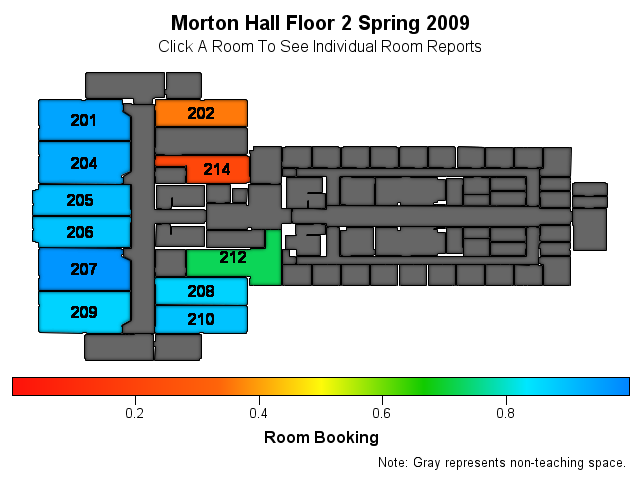 Morton Hall Floor 2 Spring 2009
Click A Room To See Individual Room Reports
201
202
204
214
205
206
207
212
208
209
210
0.2 0.4 0.6 0.8
Room Booking
Note: Gray represents non-teaching space.